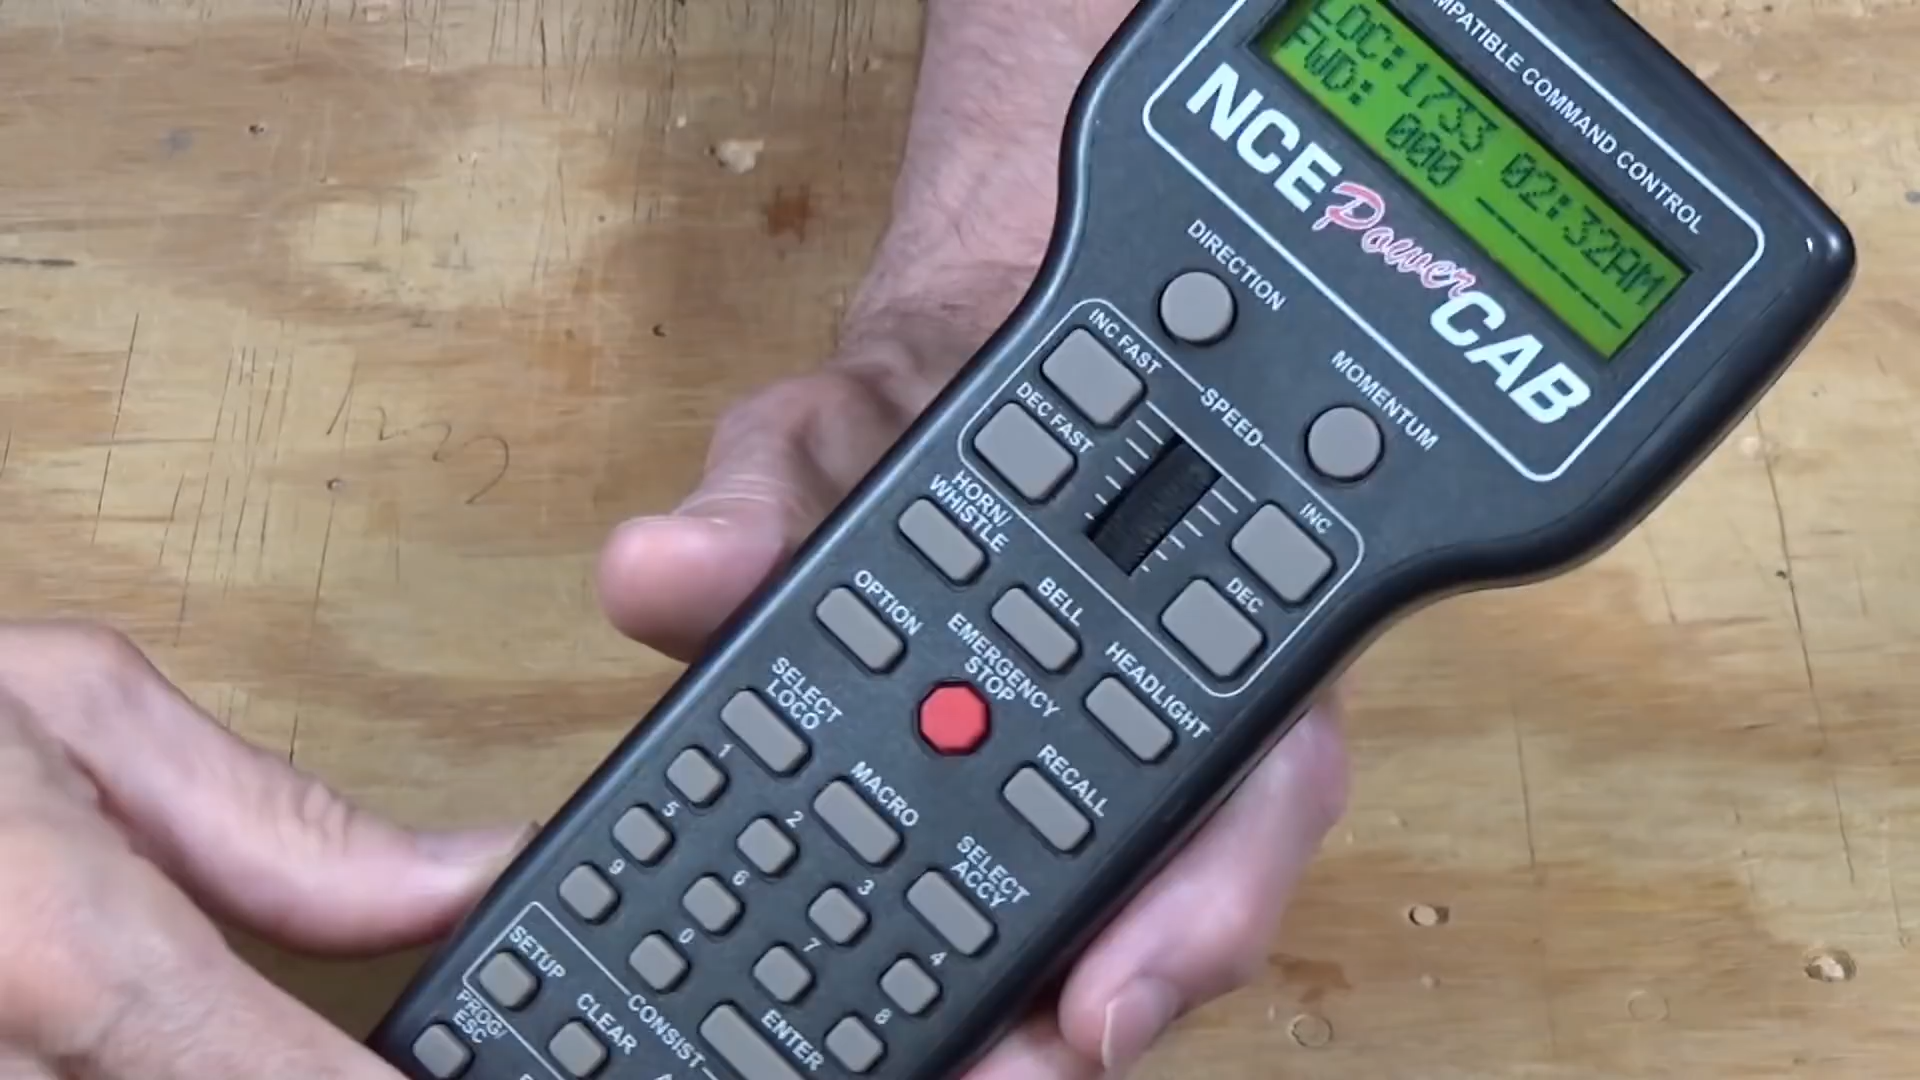 MPATIBLE COMMAND CONTROL
LOC:1733 02:32AM
FWD: 000 -------
NCE Power CAB
DIRECTION
MOMENTUM
INC FAST
SPEED
DEC FAST
INC
DEC
HORN/
WHISTLE
BELL
HEADLIGHT
OPTION
EMERGENCY
STOP
RECALL
SELECT
LOCO
MACRO
SELECT
ACCY
1
2
3
4
5
6
7
8
9
0
ENTER
SETUP
CONSIST
CLEAR
PROG/
ESC